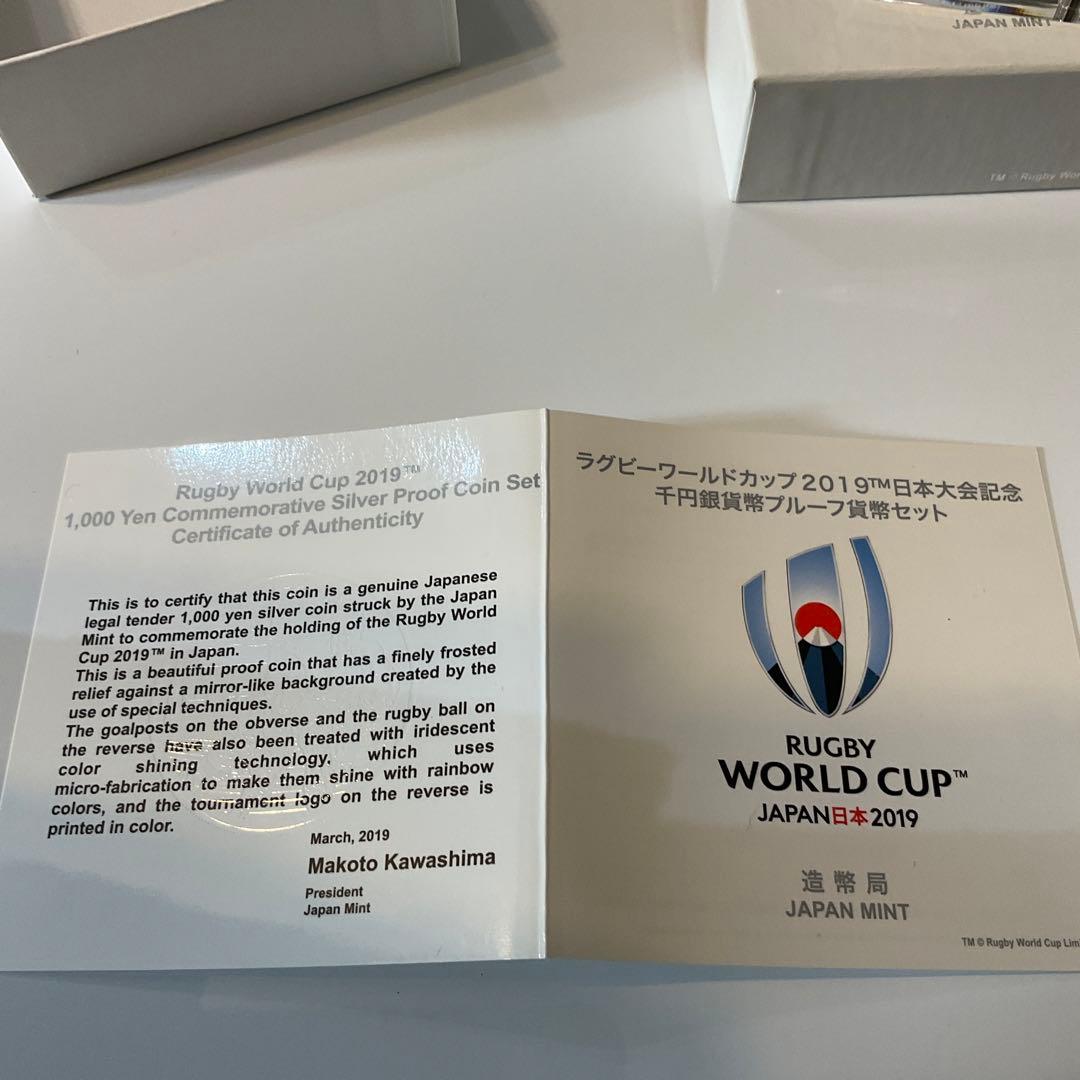 JAPAN MINT
TM © Rugby Wor
Rugby World Cup 2019™
1,000 Yen Commemorative Silver Proof Coin Set
Certificate of Authenticity
This is to certify that this coin is a genuine Japanese
legal tender 1,000 yen silver coin struck by the Japan
Mint to commemorate the holding of the Rugby World
Cup 2019™ in Japan.
This is a beautiful proof coin that has a finely frosted
relief against a mirror-like background created by the
use of special techniques.
The goalposts on the obverse and the rugby ball on
the reverse have also been treated with iridescent
color shining technology, which uses
micro-fabrication to make them shine with rainbow
colors, and the tournament logo on the reverse is
printed in color.
March, 2019
Makoto Kawashima
President
Japan Mint
ラグビーワールドカップ2019™日本大会記念
千円銀貨幣プルーフ貨幣セット
RUGBY
WORLD CUP™
JAPAN日本2019
造幣局
JAPAN MINT
TM © Rugby World Cup Lim